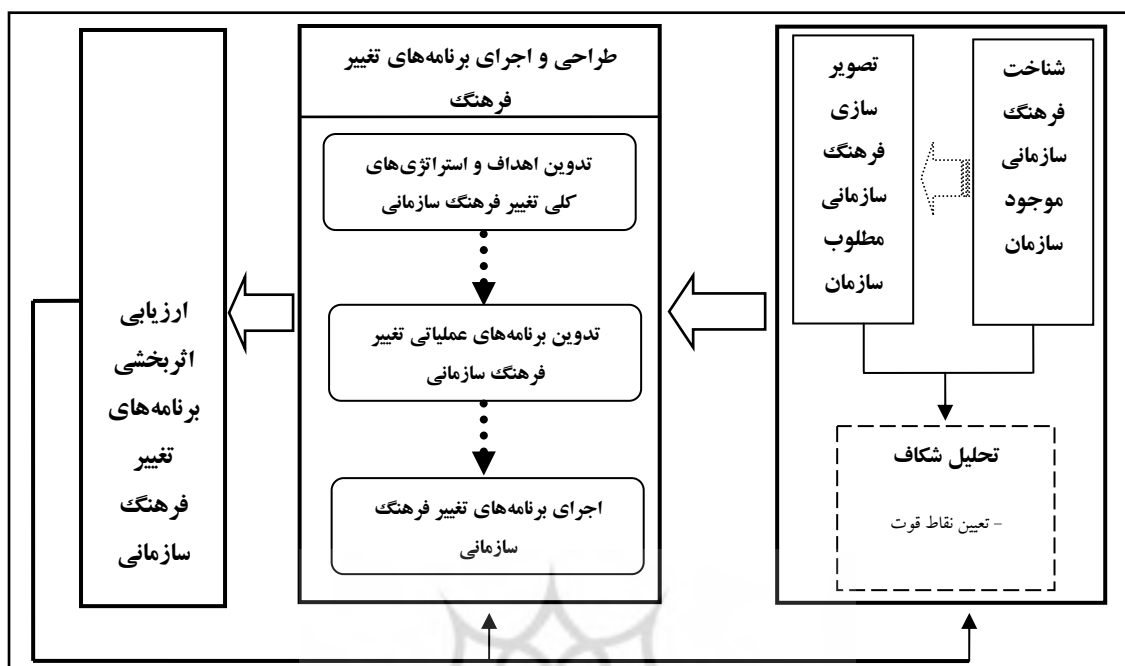 شناخت
فرهنگ
سازمانی
موجود
سازمان
تصویر
سازی
فرهنگ
سازمانی
مطلوب
سازمان
تحلیل شکاف
- تعیین نقاط قوت
طراحی و اجرای برنامه‌های تغییر
فرهنگ
تدوین اهداف و استراتژی‌های
کلی تغییر فرهنگ سازمانی
تدوین برنامه‌های عملیاتی تغییر
فرهنگ سازمانی
اجرای برنامه‌های تغییر فرهنگ
سازمانی
ارزیابی
اثربخشی
برنامه‌های
تغییر
فرهنگ
سازمانی